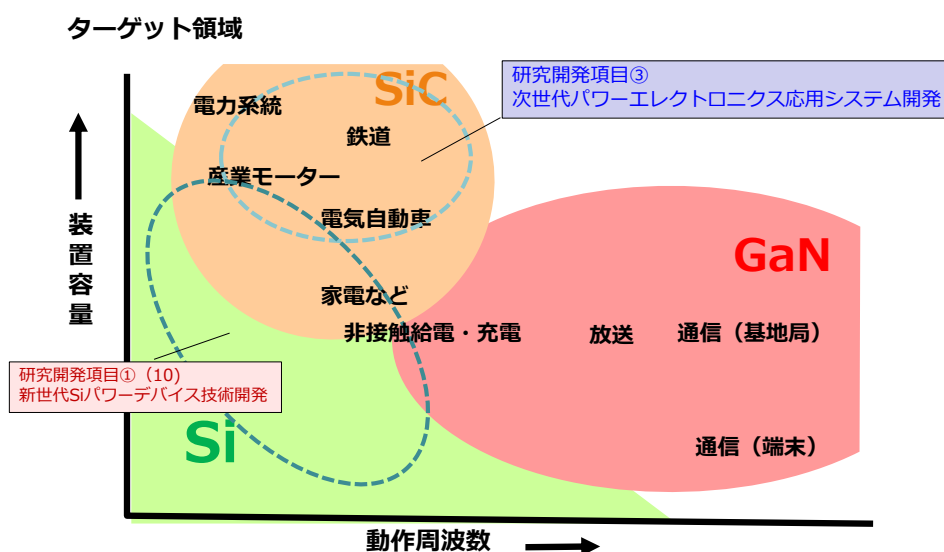 ターゲット領域
SiC
研究開発項目③
次世代パワーエレクトロニクス応用システム開発
電力系統
鉄道
産業モーター
電気自動車
GaN
装置容量
家電など
非接触給電・充電
放送
通信（基地局）
研究開発項目①（10)
新世代Siパワーデバイス技術開発
Si
通信（端末）
動作周波数